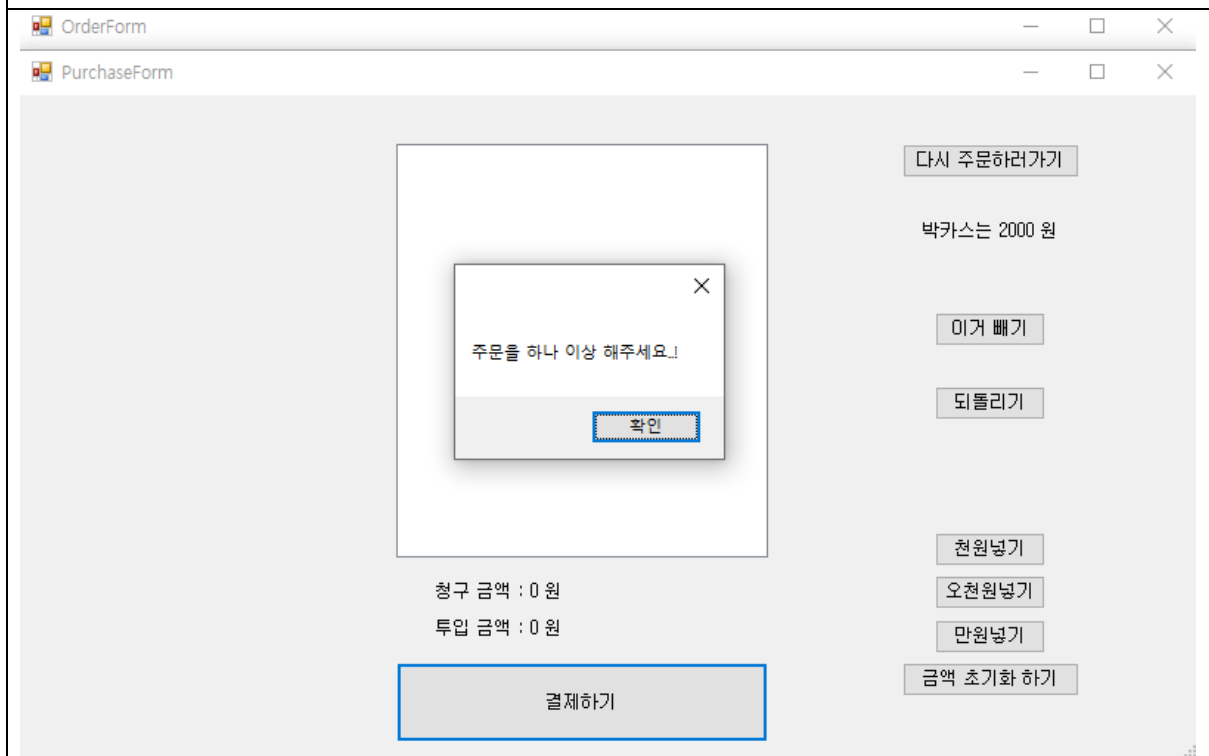 OrderForm
PurchaseForm
다시 주문하러가기
박카스는 2000 원
주문을 하나 이상 해주세요..!
이거 빼기
확인
되돌리기
천원넣기
청구 금액 : 0 원
오천원넣기
투입 금액 : 0 원
만원넣기
금액 초기화 하기
결제하기